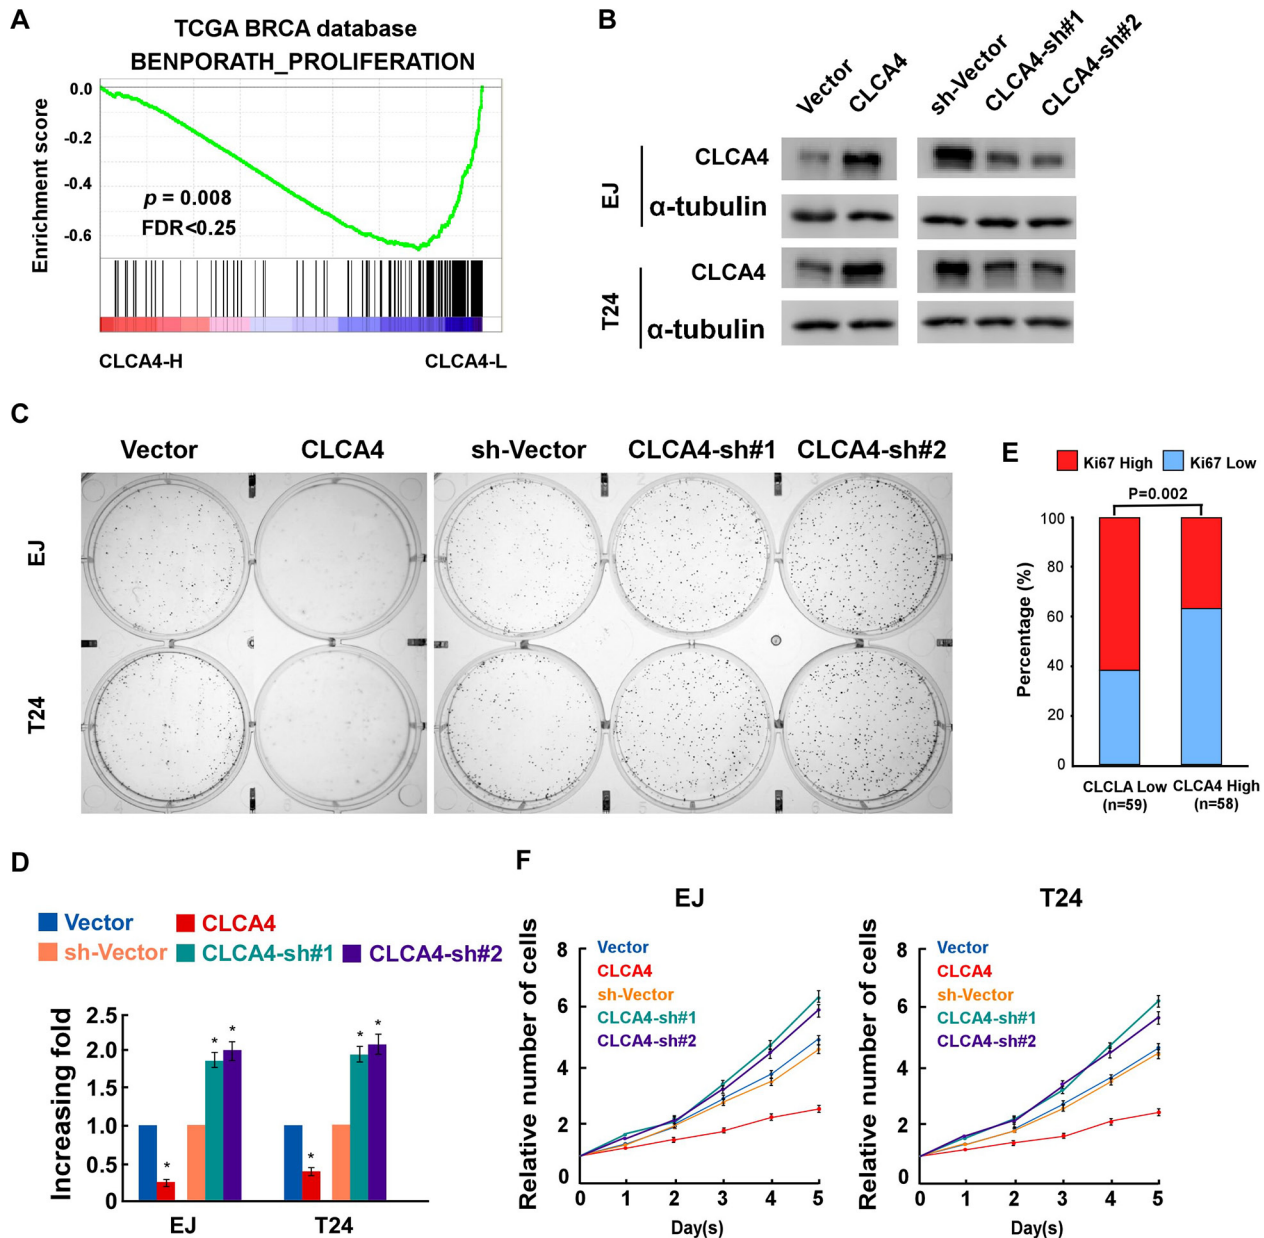 A
TCGA BRCA database
BENPORATH_PROLIFERATION
Enrichment score
0.0
-0.2
-0.4
-0.6
p = 0.008
FDR<0.25
CLCA4-H
CLCA4-L
B
Vector
CLCA4
sh-Vector
CLCA4-sh#1
CLCA4-sh#2
EJ
CLCA4
α-tubulin
T24
CLCA4
α-tubulin
C
Vector
CLCA4
sh-Vector
CLCA4-sh#1
CLCA4-sh#2
EJ
T24
E
Ki67 High
Ki67 Low
P=0.002
Percentage (%)
100
80
60
40
20
0
CLCLA Low
(n=59)
CLCA4 High
(n=58)
D
Vector
CLCA4
sh-Vector
CLCA4-sh#1
CLCA4-sh#2
Increasing fold
2.5
2.0
1.5
1.0
0.5
0
*
*
*
*
*
*
EJ
T24
F
EJ
Relative number of cells
8
6
4
2
0
Vector
CLCA4
sh-Vector
CLCA4-sh#1
CLCA4-sh#2
0 1 2 3 4 5
Day(s)
T24
Relative number of cells
8
6
4
2
0
Vector
CLCA4
sh-Vector
CLCA4-sh#1
CLCA4-sh#2
0 1 2 3 4 5
Day(s)